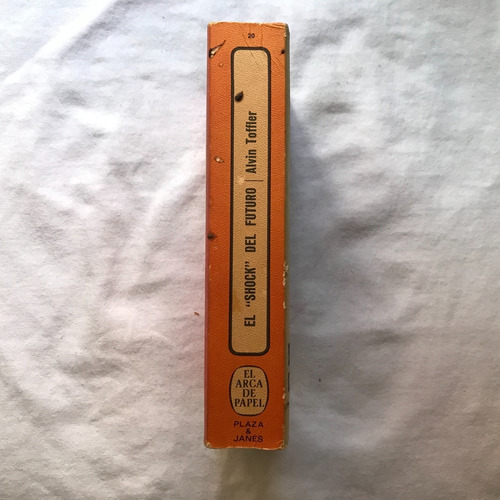 20
EL "SHOCK" DEL FUTURO | Alvin Toffler
EL
ARCA
DE
PAPEL
PLAZA
&
JANES